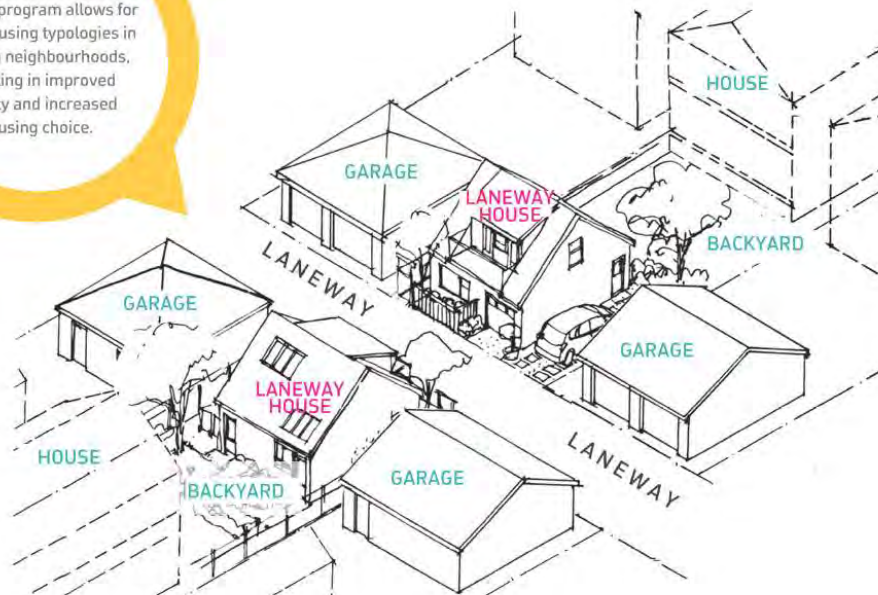 program allows for
using typologies in
neighbourhoods,
ing in improved
y and increased
using choice.
HOUSE
GARAGE
LANEWAY
HOUSE
BACKYARD
LANEWAY
GARAGE
GARAGE
LANEWAY
HOUSE
HOUSE
BACKYARD
GARAGE
LANEWAY